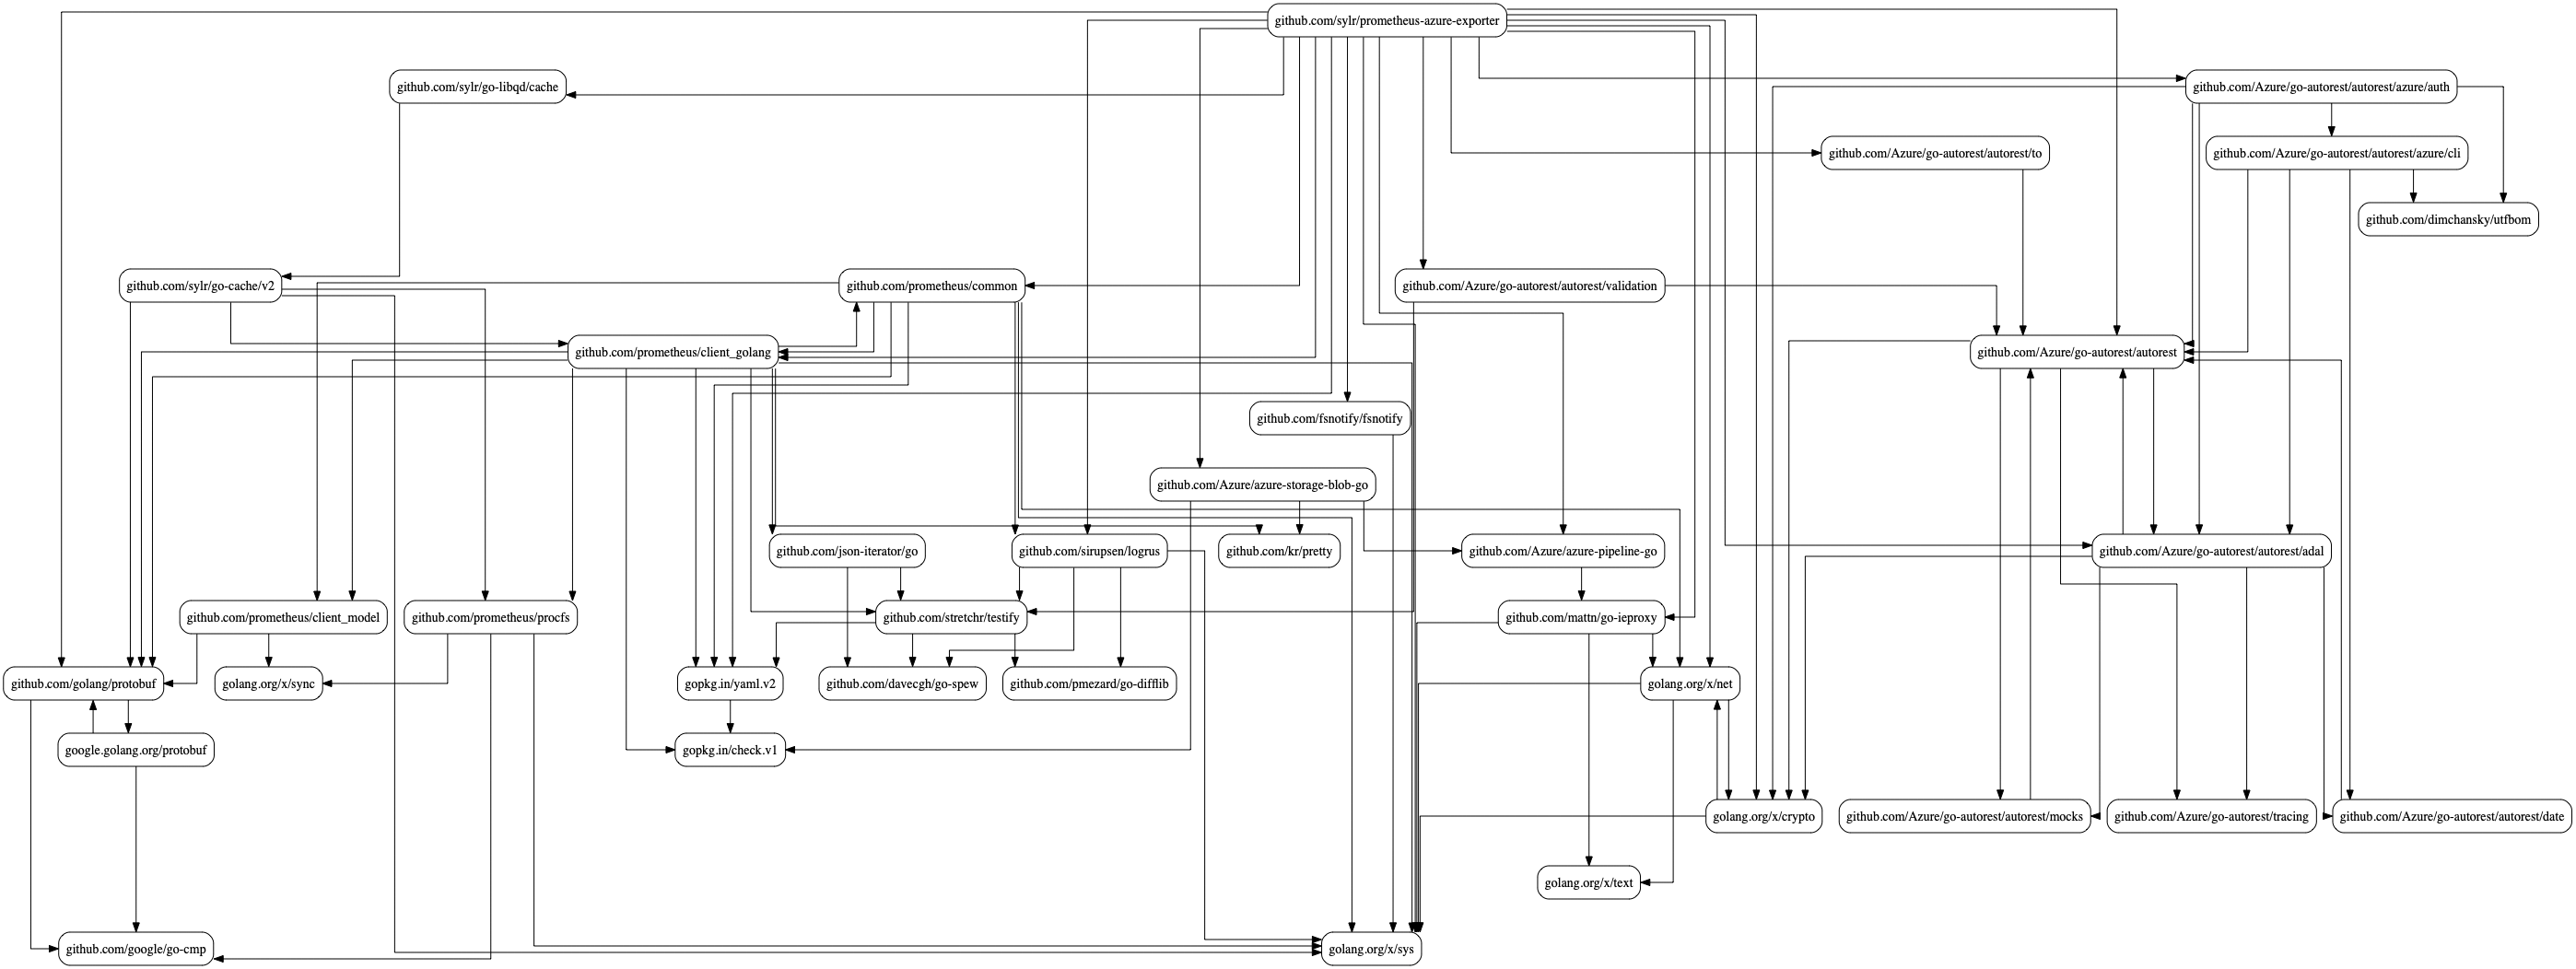 github.com/sylr/prometheus-azure-exporter
github.com/sylr/go-libqd/cache
github.com/Azure/go-autorest/autorest/azure/auth
github.com/Azure/go-autorest/autorest/to
github.com/Azure/go-autorest/autorest/azure/cli
github.com/dimchansky/utfbom
github.com/sylr/go-cache/v2
github.com/prometheus/common
github.com/Azure/go-autorest/autorest/validation
github.com/prometheus/client_golang
github.com/Azure/go-autorest/autorest
github.com/fsnotify/fsnotify
github.com/Azure/azure-storage-blob-go
github.com/json-iterator/go
github.com/sirupsen/logrus
github.com/kr/pretty
github.com/Azure/azure-pipeline-go
github.com/Azure/go-autorest/autorest/adal
github.com/prometheus/client_model
github.com/prometheus/procfs
github.com/stretchr/testify
github.com/mattn/go-ieproxy
github.com/golang/protobuf
golang.org/x/sync
gopkg.in/yaml.v2
github.com/davecgh/go-spew
github.com/pmezard/go-difflib
golang.org/x/net
google.golang.org/protobuf
gopkg.in/check.v1
golang.org/x/crypto
github.com/Azure/go-autorest/autorest/mocks
github.com/Azure/go-autorest/tracing
github.com/Azure/go-autorest/autorest/date
golang.org/x/text
github.com/google/go-cmp
golang.org/x/sys